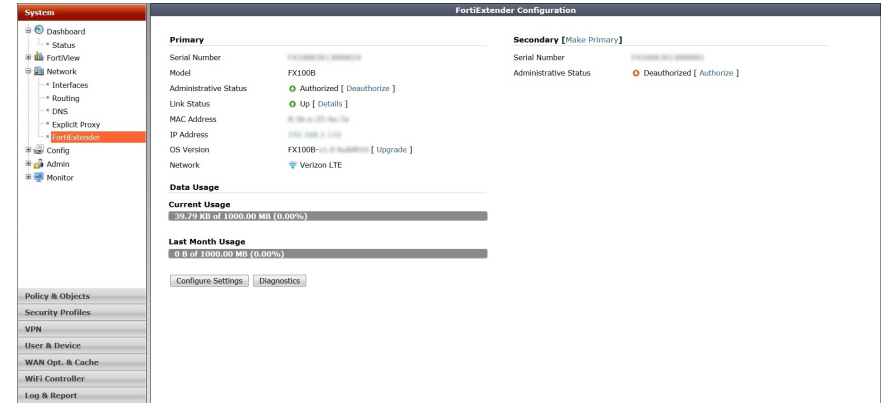 System
FortiExtender Configuration
Dashboard
Status
FortiView
Network
Interfaces
Routing
DNS
Explicit Proxy
FortiExtender
Config
Admin
Monitor
Policy & Objects
Security Profiles
VPN
User & Device
WAN Opt. & Cache
WiFi Controller
Log & Report
Primary
Serial Number
Model FX100B
Administrative Status Authorized [ Deauthorize ]
Link Status Up [ Details ]
MAC Address
IP Address
OS Version FX100B- [ Upgrade ]
Network Verizon LTE
Data Usage
Current Usage
39.79 KB of 1000.00 MB (0.00%)
Last Month Usage
0 B of 1000.00 MB (0.00%)
Configure Settings Diagnostics
Secondary [Make Primary]
Serial Number
Administrative Status Deauthorized [ Authorize ]